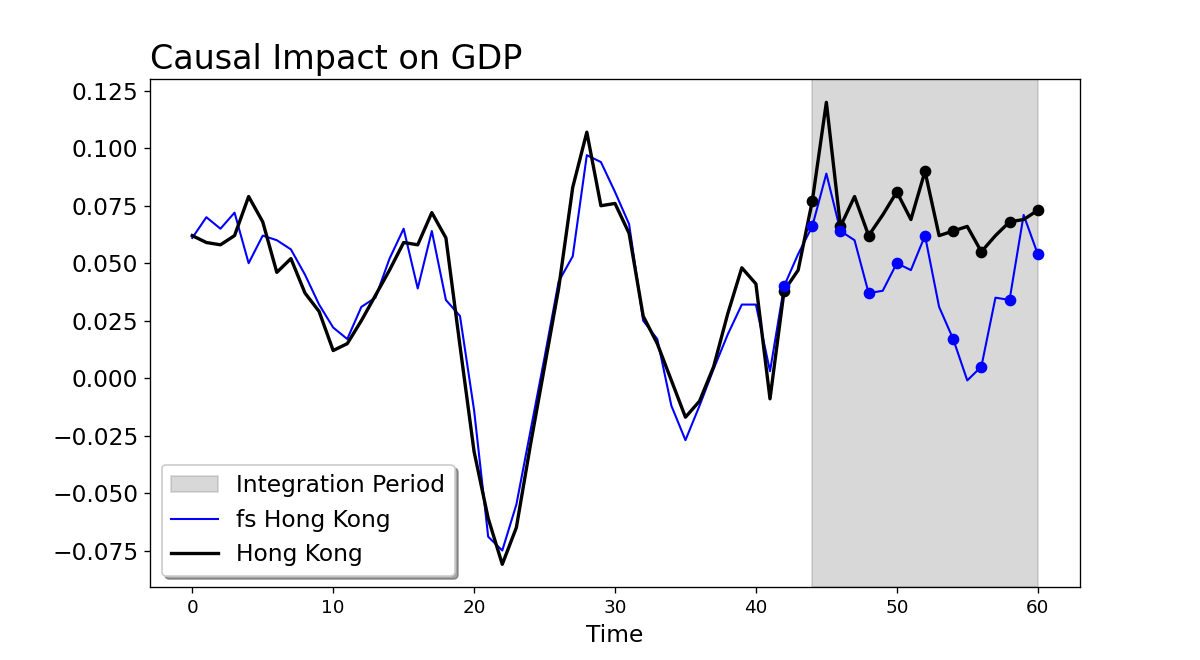 Causal Impact on GDP
0.125
0.100
0.075
0.050
0.025
0.000
−0.025
−0.050
−0.075
Integration Period
fs Hong Kong
Hong Kong
0 10 20 30 40 50 60
Time